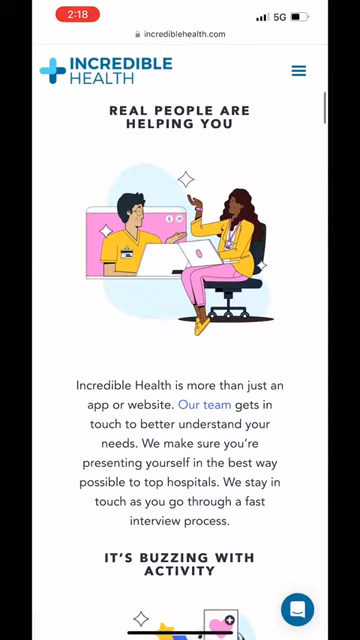 2:18
5G
incrediblehealth.com
INCREDIBLE
HEALTH
REAL PEOPLE ARE
HELPING YOU
Incredible Health is more than just an
app or website. Our team gets in
touch to better understand your
needs. We make sure you're
presenting yourself in the best way
possible to top hospitals. We stay in
touch as you go through a fast
interview process.
IT'S BUZZING WITH
ACTIVITY